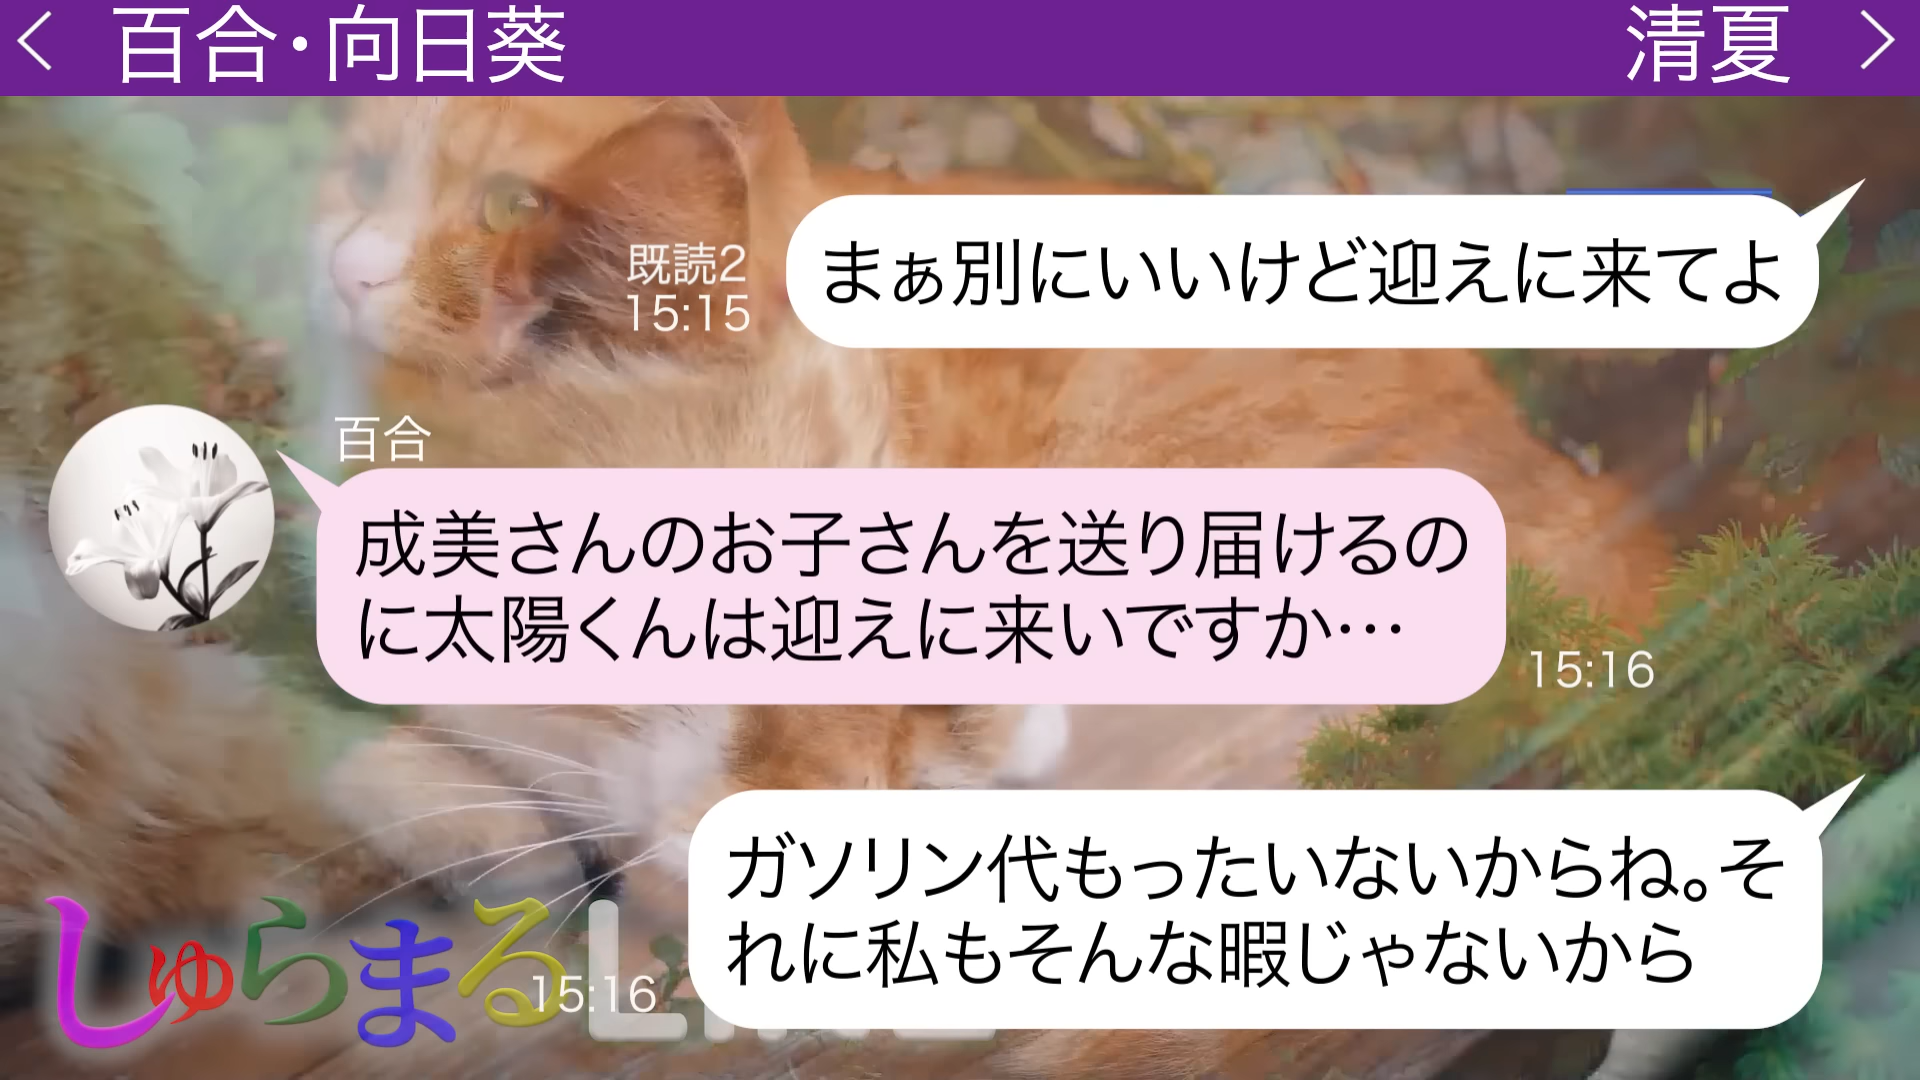 百合・向日葵
清夏
まぁ別にいいけど迎えに来てよ
既読2
15:15
百合
成美さんのお子さんを送り届けるの
に太陽くんは迎えに来いですか…
15:16
ガソリン代もったいないからね。そ
れに私もそんな暇じゃないから
15:16
しゅらまる